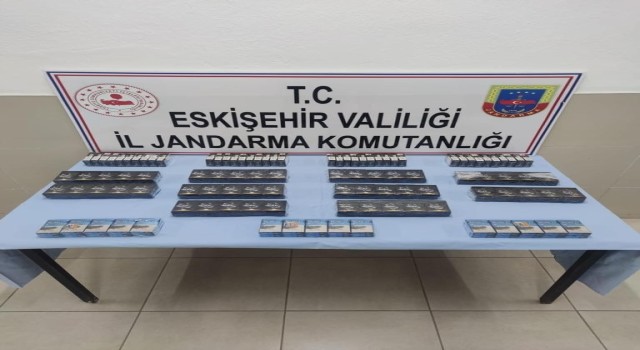 T.C.
ESKİŞEHİR VALİLİĞİ
İL JANDARMA KOMUTANLIĞI